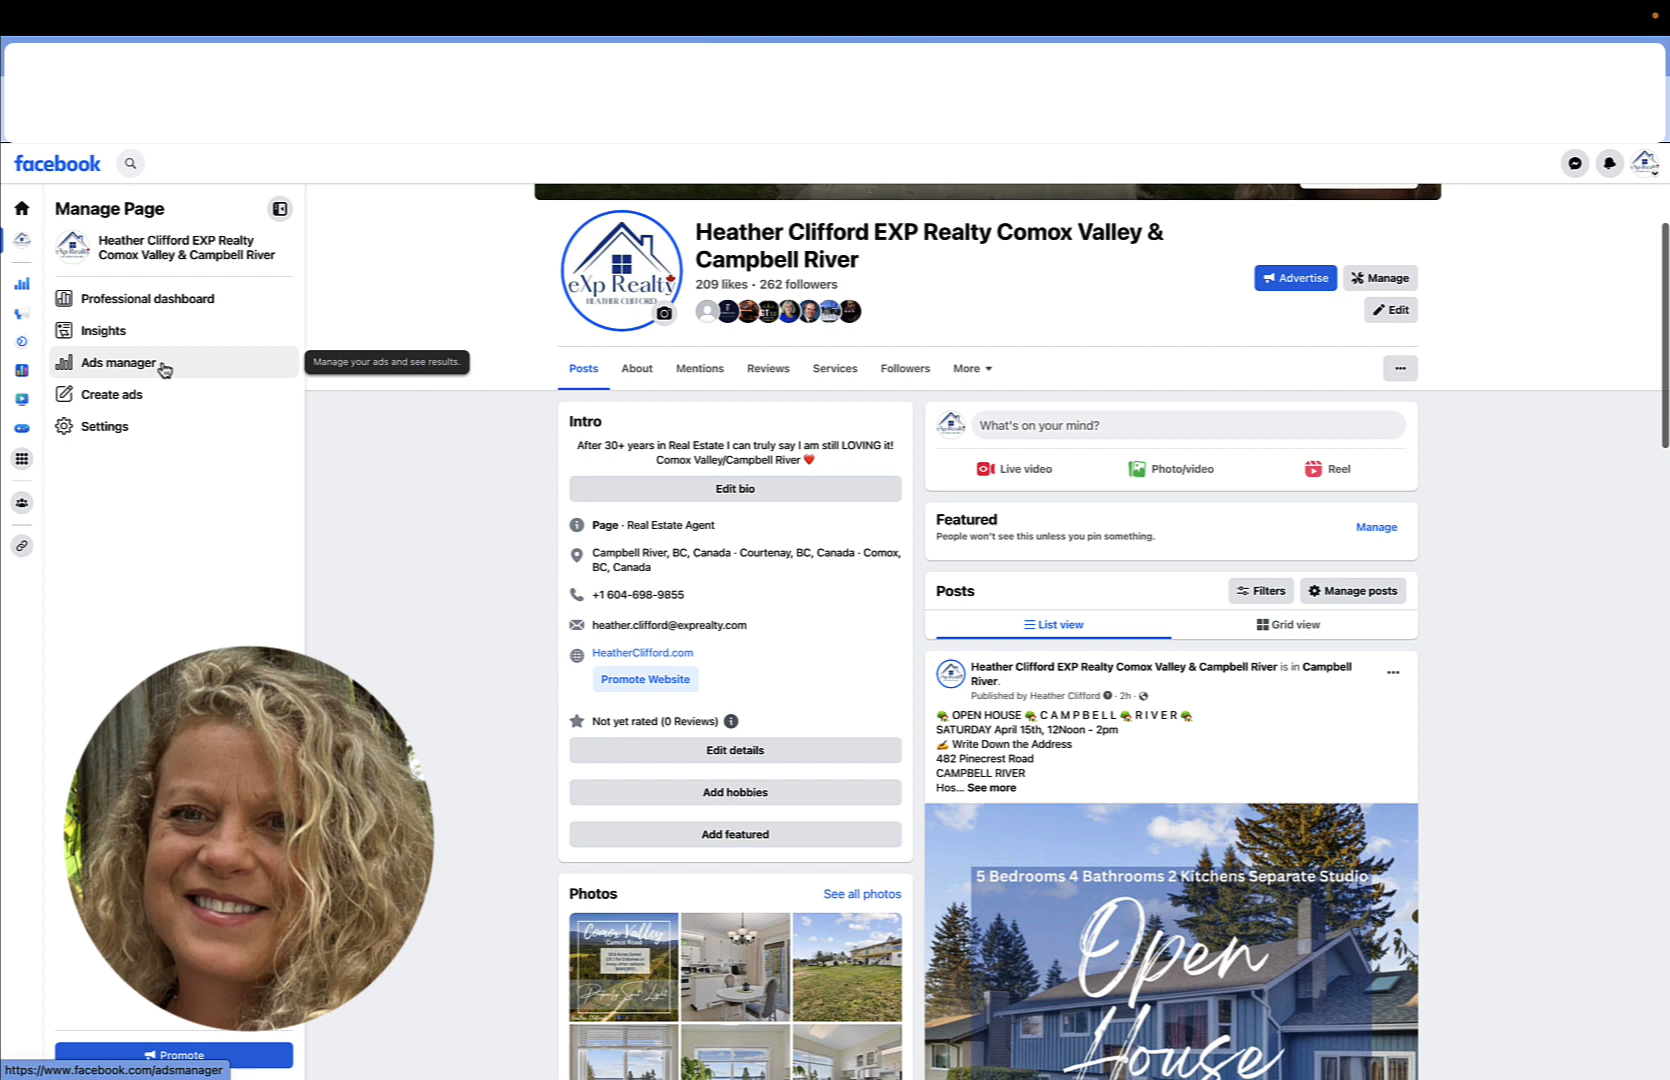 facebook
Manage Page
Heather Clifford EXP Realty
Comox Valley & Campbell River
Professional dashboard
Insights
Ads manager
Manage your ads and see results.
Create ads
Settings
Promote
https://www.facebook.com/adsmanager
eXp Realty
HEATHER CLIFFORD
Heather Clifford EXP Realty Comox Valley &
Campbell River
209 likes • 262 followers
Advertise
Manage
Edit
Posts
About
Mentions
Reviews
Services
Followers
More
Intro
After 30+ years in Real Estate I can truly say I am still LOVING it!
Comox Valley/Campbell River ❤️
Edit bio
Page · Real Estate Agent
Campbell River, BC, Canada · Courtenay, BC, Canada · Comox,
BC, Canada
+1 604-698-9855
heather.clifford@exprealty.com
HeatherClifford.com
Promote Website
Not yet rated (0 Reviews)
Edit details
Add hobbies
Add featured
Photos
See all photos
Comox Valley
What's on your mind?
Live video
Photo/video
Reel
Featured
Manage
People won't see this unless you pin something.
Posts
Filters
Manage posts
List view
Grid view
Heather Clifford EXP Realty Comox Valley & Campbell River is in Campbell
River.
Published by Heather Clifford · 2h ·
🏡 OPEN HOUSE 🏡 C A M P B E L L 🏡 R I V E R 🏡
SATURDAY April 15th, 12Noon - 2pm
✍️ Write Down the Address
482 Pinecrest Road
CAMPBELL RIVER
Hos... See more
5 Bedrooms 4 Bathrooms 2 Kitchens Separate Studio
Open
House